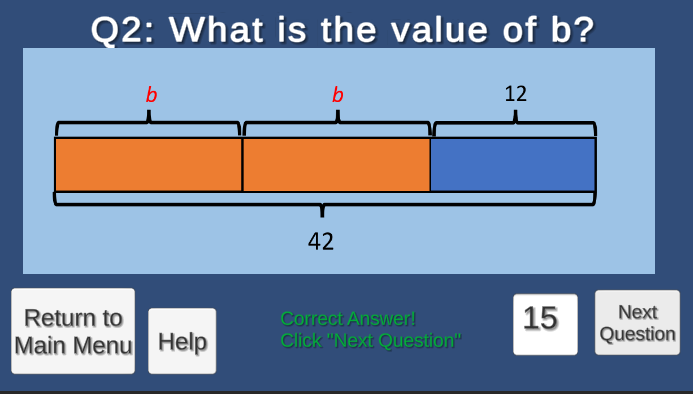 Q2: What is the value of b?
b
b
12
42
Return to
Main Menu
Help
Correct Answer!
Click "Next Question"
15
Next
Question